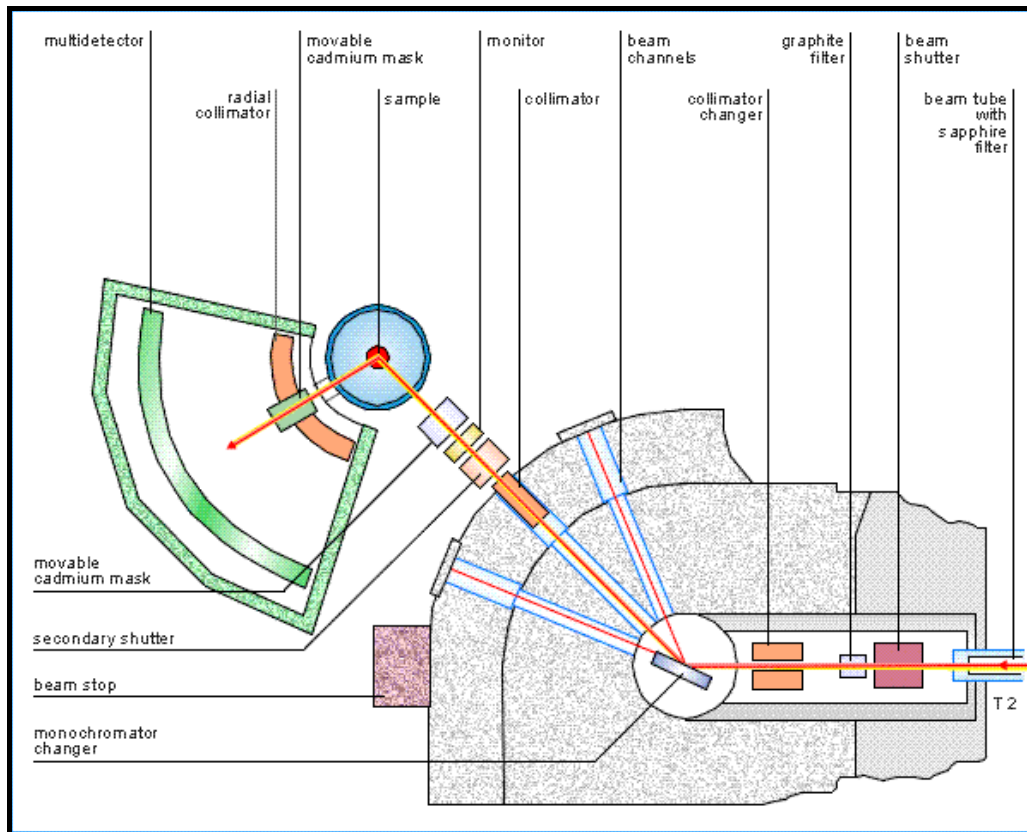 multidetector
movable
cadmium mask
monitor
beam
channels
graphite
filter
beam
shutter
radial
collimator
sample
collimator
collimator
changer
beam tube
with
sapphire
filter
movable
cadmium mask
secondary shutter
beam stop
monochromator
changer
T 2